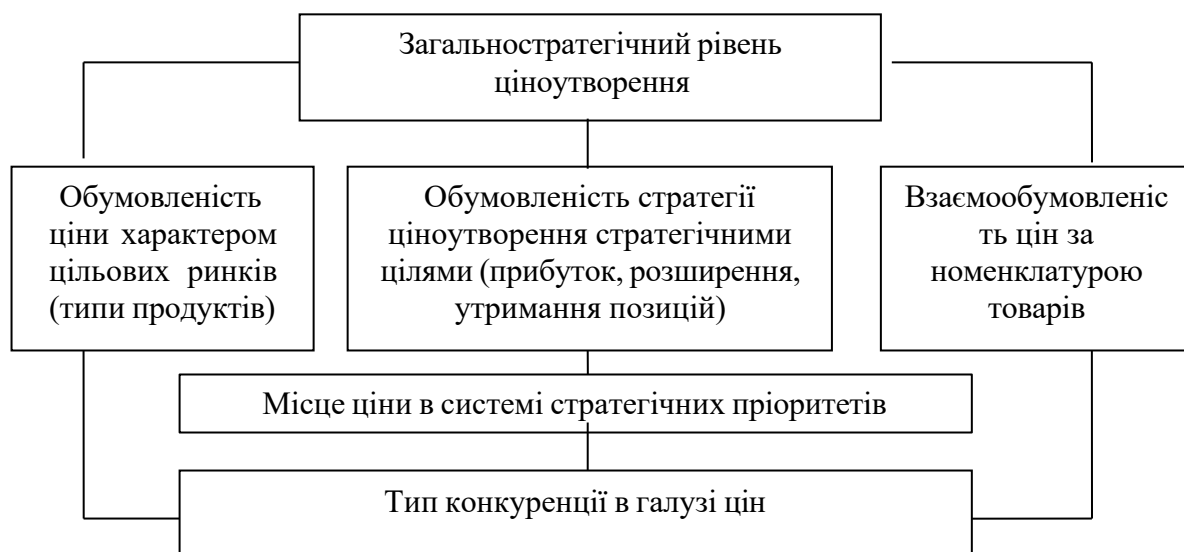 Загальностратегічний рівень
ціноутворення
Обумовленість
ціни характером
цільових ринків
(типи продуктів)
Обумовленість стратегії
ціноутворення стратегічними
цілями (прибуток, розширення,
утримання позицій)
Взаємообумовленіс
ть цін за
номенклатурою
товарів
Місце ціни в системі стратегічних пріоритетів
Тип конкуренції в галузі цін